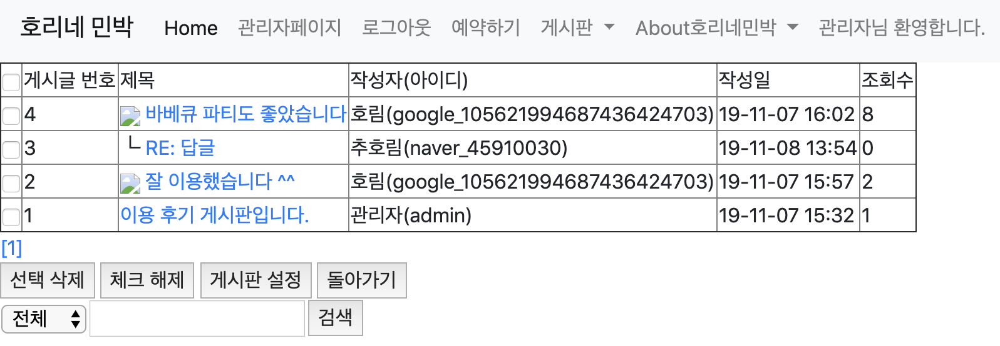 호리네 민박 Home 관리자페이지 로그아웃 예약하기 게시판 About호리네민박 관리자님 환영합니다.
게시글 번호 제목 작성자(아이디) 작성일 조회수
4 바베큐 파티도 좋았습니다 호림(google_105621994687436424703) 19-11-07 16:02 8
3 └ RE: 답글 추호림(naver_45910030) 19-11-08 13:54 0
2 잘 이용했습니다 ^^ 호림(google_105621994687436424703) 19-11-07 15:57 2
1 이용 후기 게시판입니다. 관리자(admin) 19-11-07 15:32 1
[1]
선택 삭제 체크 해제 게시판 설정 돌아가기
전체 검색